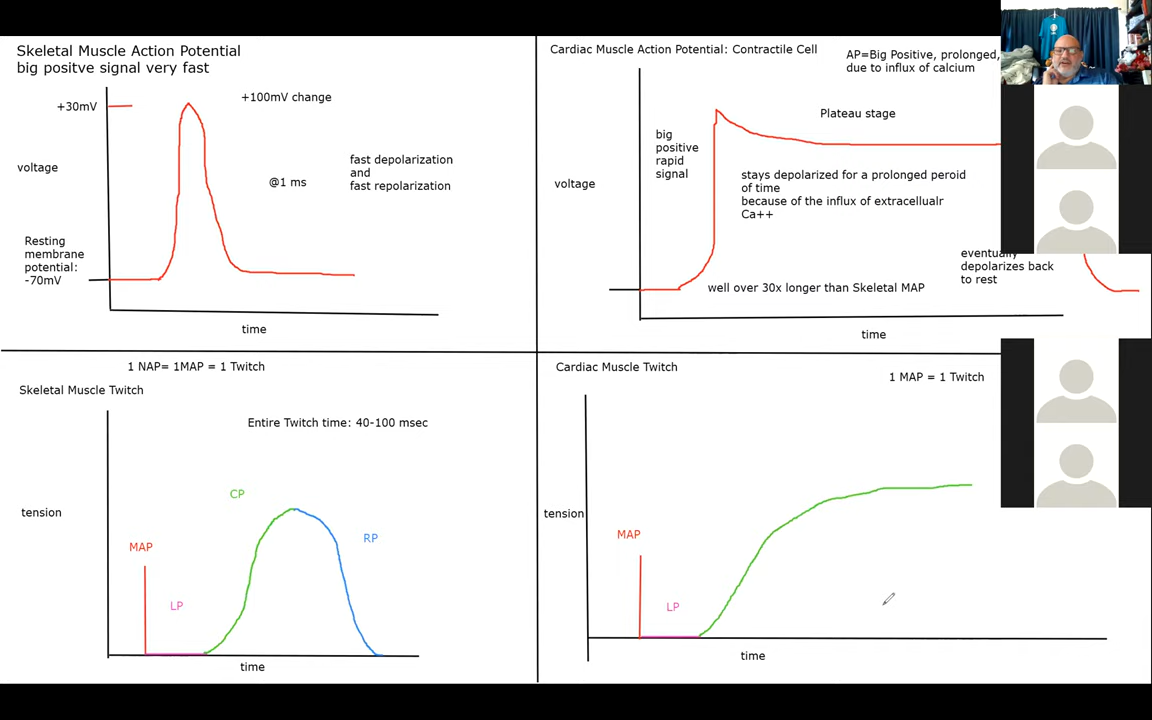 Skeletal Muscle Action Potential
big positve signal very fast
+30mV
+100mV change
voltage
fast depolarization
and
fast repolarization
@1 ms
Resting
membrane
potential:
-70mV
time
Cardiac Muscle Action Potential: Contractile Cell
AP=Big Positive, prolonged,
due to influx of calcium
Plateau stage
big
positive
rapid
signal
voltage
stays depolarized for a prolonged peroid
of time
because of the influx of extracellualr
Ca++
eventually
depolarizes back
to rest
well over 30x longer than Skeletal MAP
time
1 NAP= 1MAP = 1 Twitch
Skeletal Muscle Twitch
Entire Twitch time: 40-100 msec
CP
tension
RP
MAP
LP
time
Cardiac Muscle Twitch
1 MAP = 1 Twitch
tension
MAP
LP
time